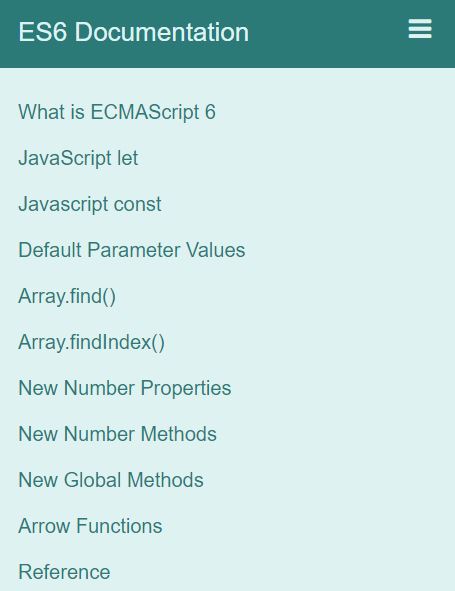 ES6 Documentation
What is ECMAScript 6
JavaScript let
Javascript const
Default Parameter Values
Array.find()
Array.findIndex()
New Number Properties
New Number Methods
New Global Methods
Arrow Functions
Reference